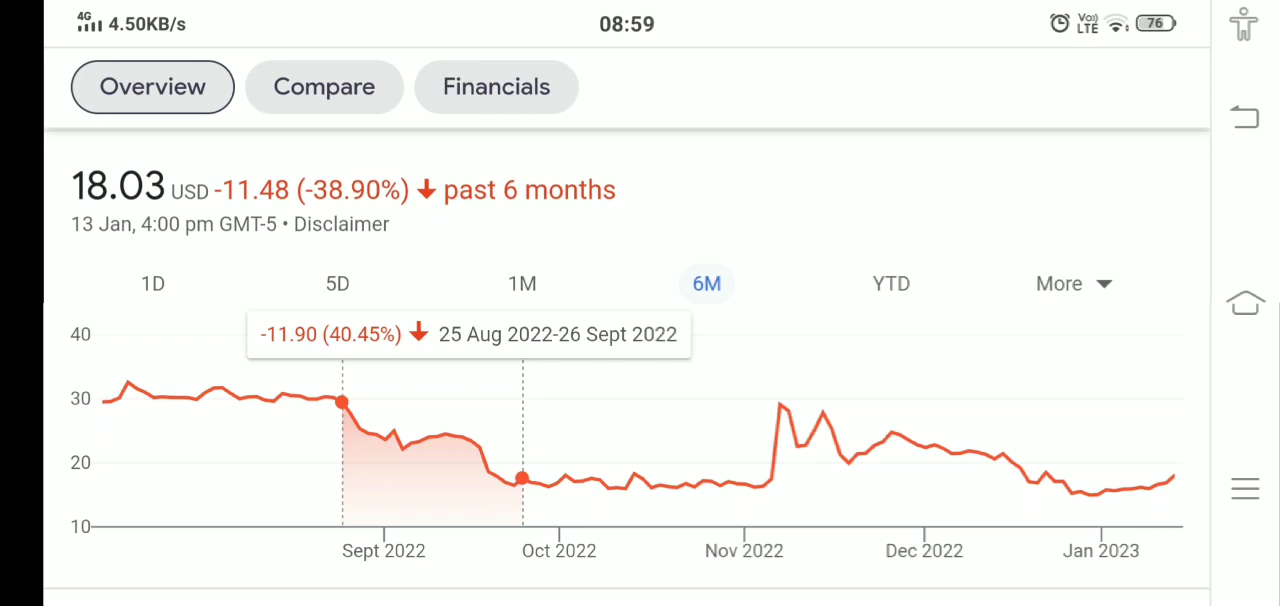 4G 4.50KB/s 08:59 Vo)) LTE 76
Overview Compare Financials
18.03 USD -11.48 (-38.90%) ↓ past 6 months
13 Jan, 4:00 pm GMT-5 • Disclaimer
1D 5D 1M 6M YTD More
-11.90 (40.45%) ↓ 25 Aug 2022-26 Sept 2022
40
30
20
10
Sept 2022 Oct 2022 Nov 2022 Dec 2022 Jan 2023